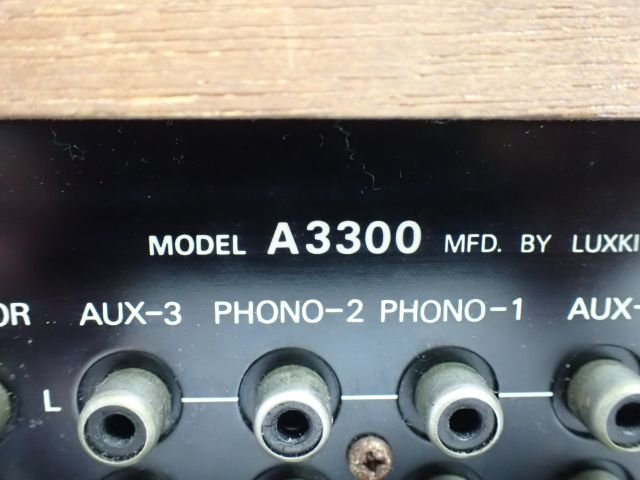 MODEL A3300 MFD. BY LUXKI
OR AUX-3 PHONO-2 PHONO-1 AUX-
L